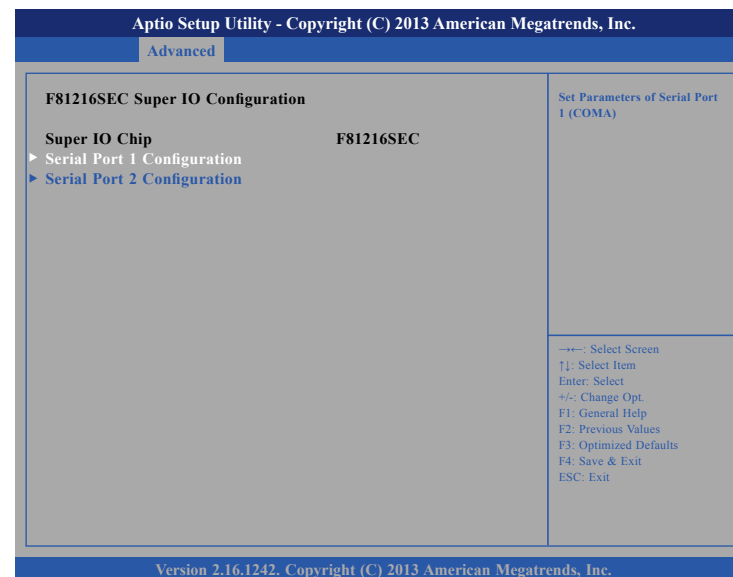 Aptio Setup Utility - Copyright (C) 2013 American Megatrends, Inc.
Advanced
F81216SEC Super IO Configuration
Super IO Chip F81216SEC
▶ Serial Port 1 Configuration
▶ Serial Port 2 Configuration
Set Parameters of Serial Port
1 (COMA)
→←: Select Screen
↑↓: Select Item
Enter: Select
+/-: Change Opt.
F1: General Help
F2: Previous Values
F3: Optimized Defaults
F4: Save & Exit
ESC: Exit
Version 2.16.1242. Copyright (C) 2013 American Megatrends, Inc.